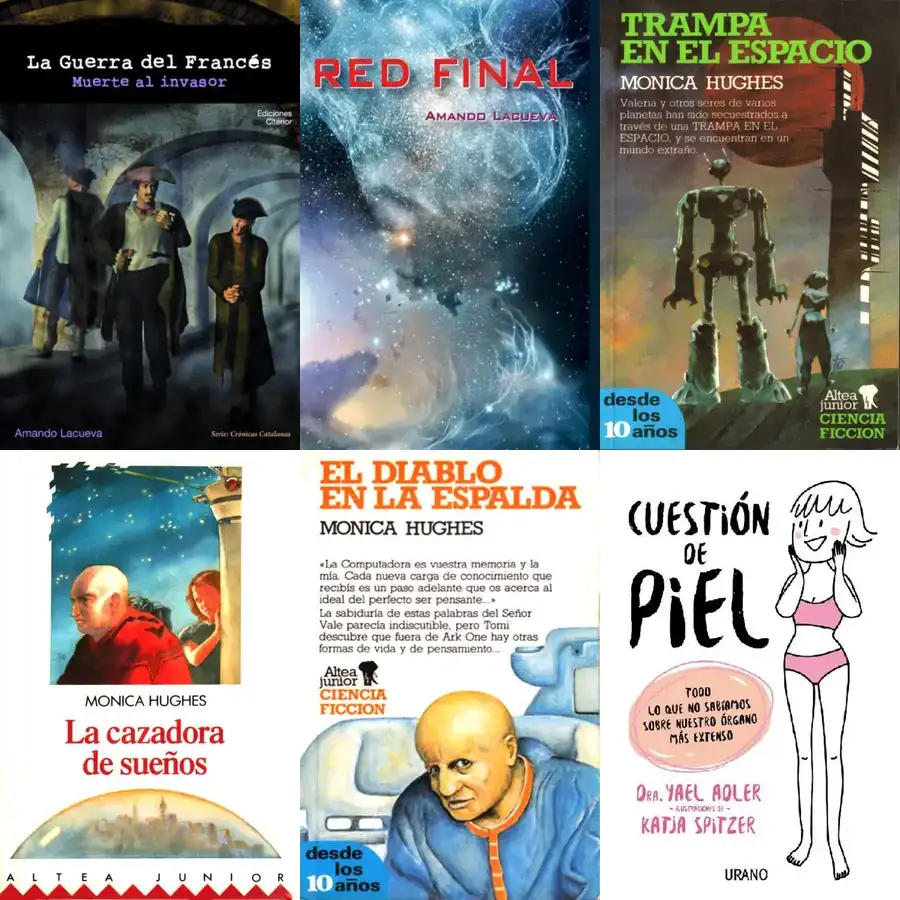 La Guerra del Francés
Muerte al invasor
Ediciones
Citerior
Amando Lacueva
Serie: Crónicas Catalanas
RED FINAL
AMANDO LACUEVA
TRAMPA
EN EL ESPACIO
MONICA HUGHES
Valeria y otros seres de varios
planetas han sido secuestrados a
través de una TRAMPA EN EL
ESPACIO, y se encuentran en un
mundo extraño.
desde
los
10 años
Altea
junior
CIENCIA
FICCION
MONICA HUGHES
La cazadora
de sueños
ALTEA JUNIOR
EL DIABLO
EN LA ESPALDA
MONICA HUGHES
«La Computadora es vuestra memoria y la
mía. Cada nueva carga de conocimiento que
recibís es un paso adelante que os acerca al
ideal del perfecto ser pensante...»
La sabiduría de estas palabras del Señor
Vale parecía indiscutible, pero Tomi
descubre que fuera de Ark One hay otras
formas de vida y de pensamiento...
Altea
junior
CIENCIA
FICCION
desde
los
10 años
CUESTIÓN
DE
PIEL
TODO
LO QUE NO SABÍAMOS
SOBRE NUESTRO ÓRGANO
MÁS EXTENSO
DRA. YAEL ADLER
- ILUSTRACIONES DE -
KATJA SPITZER
URANO